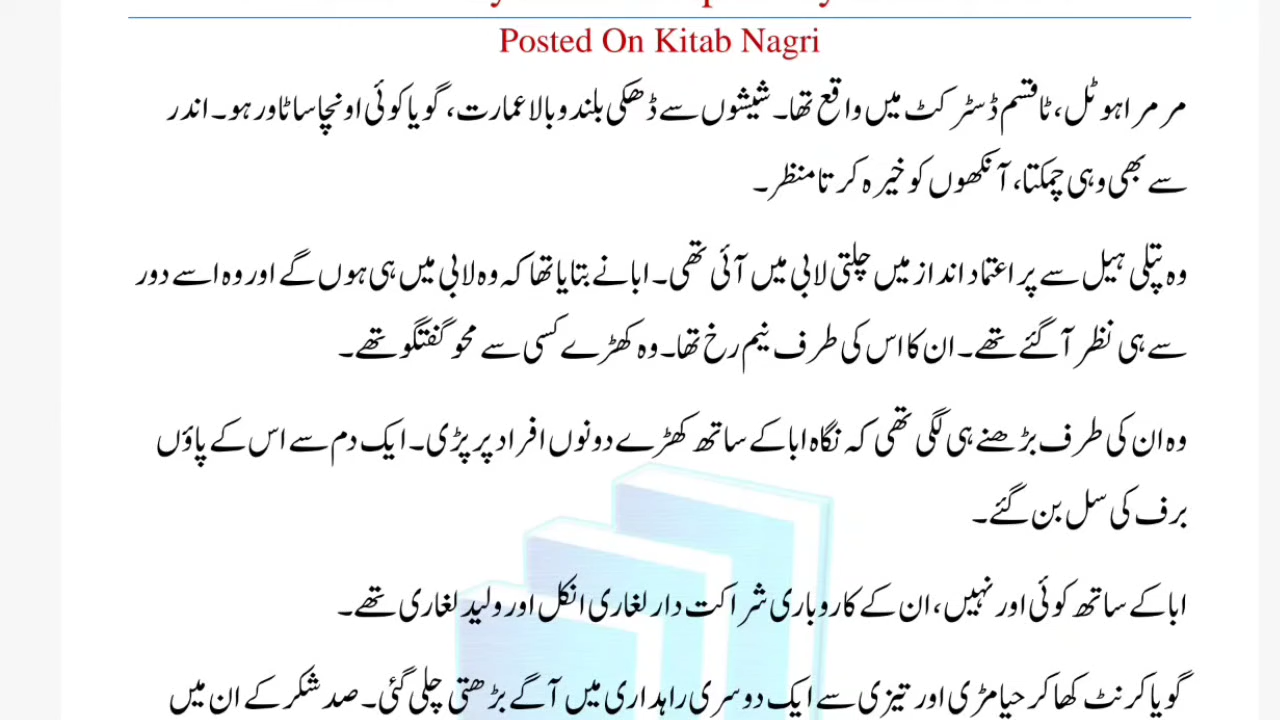 Posted On Kitab Nagri
مرمرا ہوٹل، ٹاقسم ڈسٹرکٹ میں واقع تھا۔ شیشوں سے ڈھکی بلند و بالا عمارت، گویا کوئی اونچا سا ٹاور ہو۔ اندر
سے بھی وہی چمکتا، آنکھوں کو خیرہ کرتا منظر۔
وہ پتلی ہیل سے پر اعتماد انداز میں چلتی لابی میں آئی تھی۔ ابا نے بتایا تھا کہ وہ لابی میں ہی ہوں گے اور وہ اسے دور
سے ہی نظر آگئے تھے۔ ان کا اس کی طرف نیم رخ تھا۔ وہ کھڑے کسی سے محو گفتگو تھے۔
وہ ان کی طرف بڑھنے ہی لگی تھی کہ نگاہ ابا کے ساتھ کھڑے دونوں افراد پر پڑی۔ ایک دم سے اس کے پاؤں
برف کی سل بن گئے۔
ابا کے ساتھ کوئی اور نہیں، ان کے کاروباری شراکت دار لغاری انکل اور ولید لغاری تھے۔
گویا کرنٹ کھا کر حیا مڑی اور تیزی سے ایک دوسری راہداری میں آگے بڑھتی چلی گئی۔ صد شکر کے ان میں